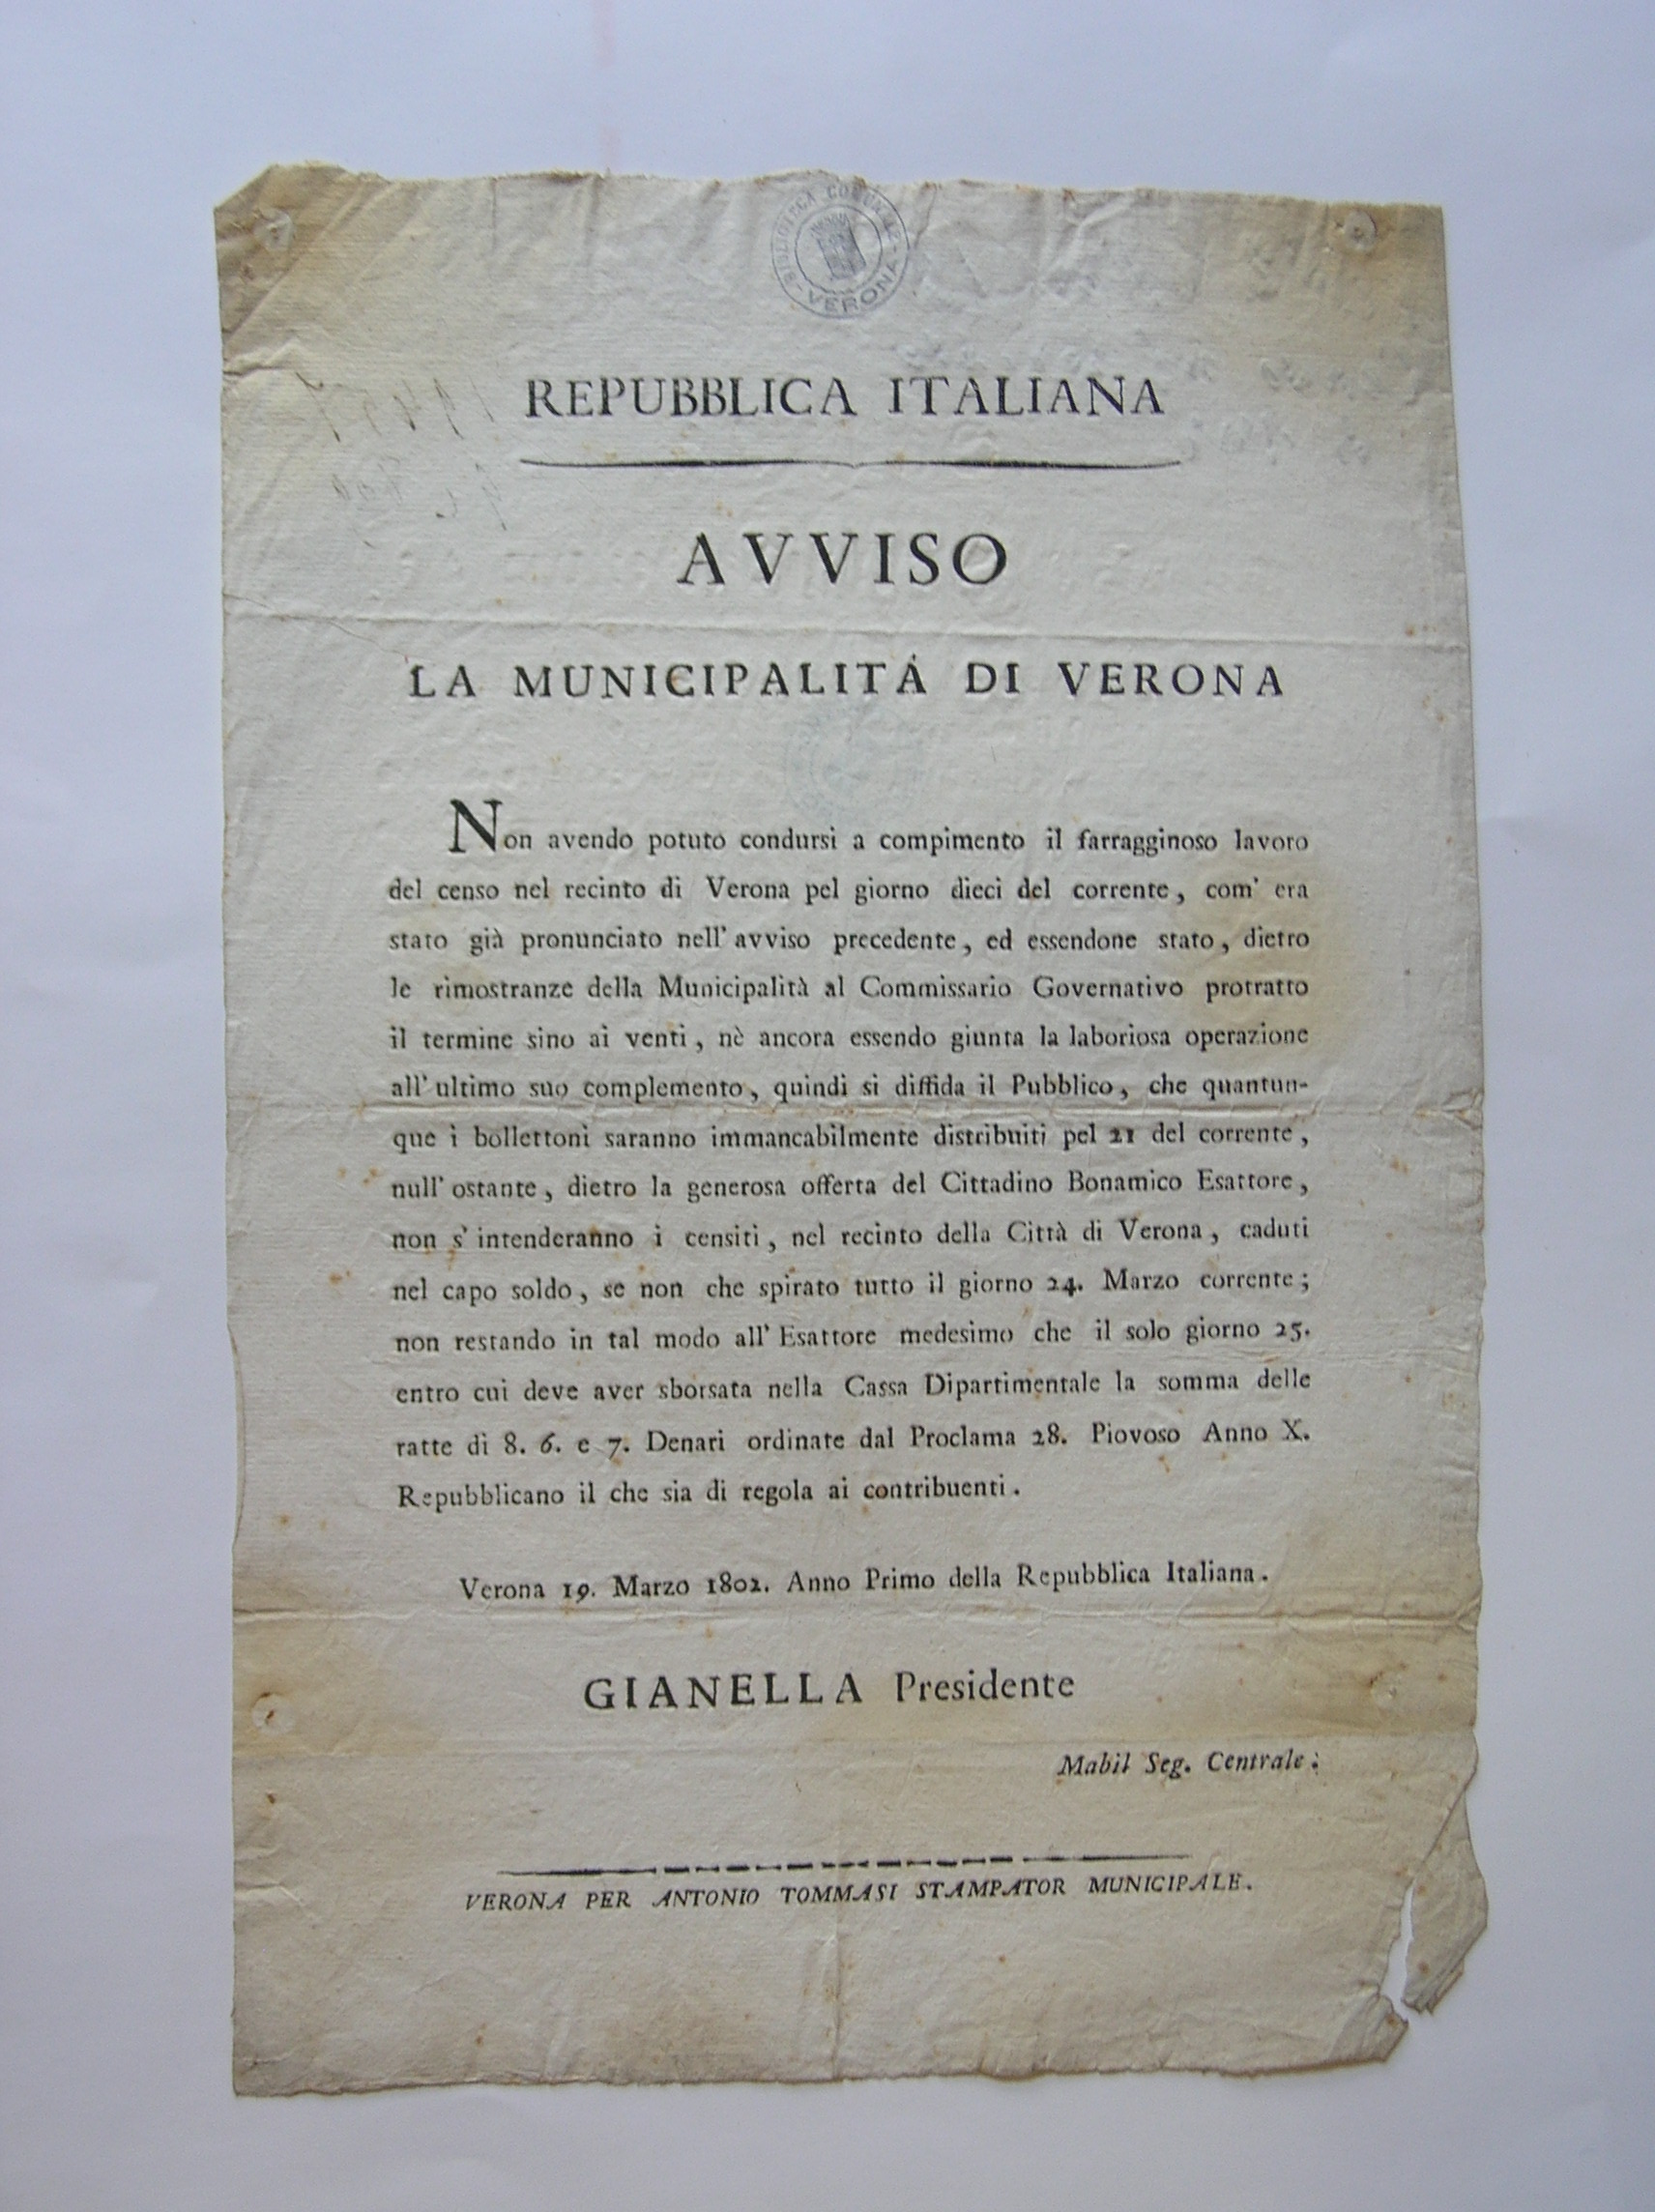 BIBLIOTECA COMUNALE
VERONA
REPUBBLICA ITALIANA
AVVISO
LA MUNICIPALITÀ DI VERONA
Non avendo potuto condursi a compimento il farragginoso lavoro
del censo nel recinto di Verona pel giorno dieci del corrente, com' era
stato già pronunciato nell' avviso precedente, ed essendone stato, dietro
le rimostranze della Municipalità al Commissario Governativo protratto
il termine sino ai venti, nè ancora essendo giunta la laboriosa operazione
all' ultimo suo complemento, quindi si diffida il Pubblico, che quantun-
que i bollettoni saranno immancabilmente distribuiti pel 21 del corrente,
null' ostante, dietro la generosa offerta del Cittadino Bonamico Esattore,
non s' intenderanno i censiti, nel recinto della Città di Verona, caduti
nel capo soldo, se non che spirato tutto il giorno 24. Marzo corrente;
non restando in tal modo all' Esattore medesimo che il solo giorno 25.
entro cui deve aver sborsata nella Cassa Dipartimentale la somma delle
ratte di 8. 6. e 7. Denari ordinate dal Proclama 28. Piovoso Anno X.
Repubblicano il che sia di regola ai contribuenti.
Verona 19. Marzo 1802. Anno Primo della Repubblica Italiana.
GIANELLA Presidente
Mabil Seg. Centrale.
VERONA PER ANTONIO TOMMASI STAMPATOR MUNICIPALE.